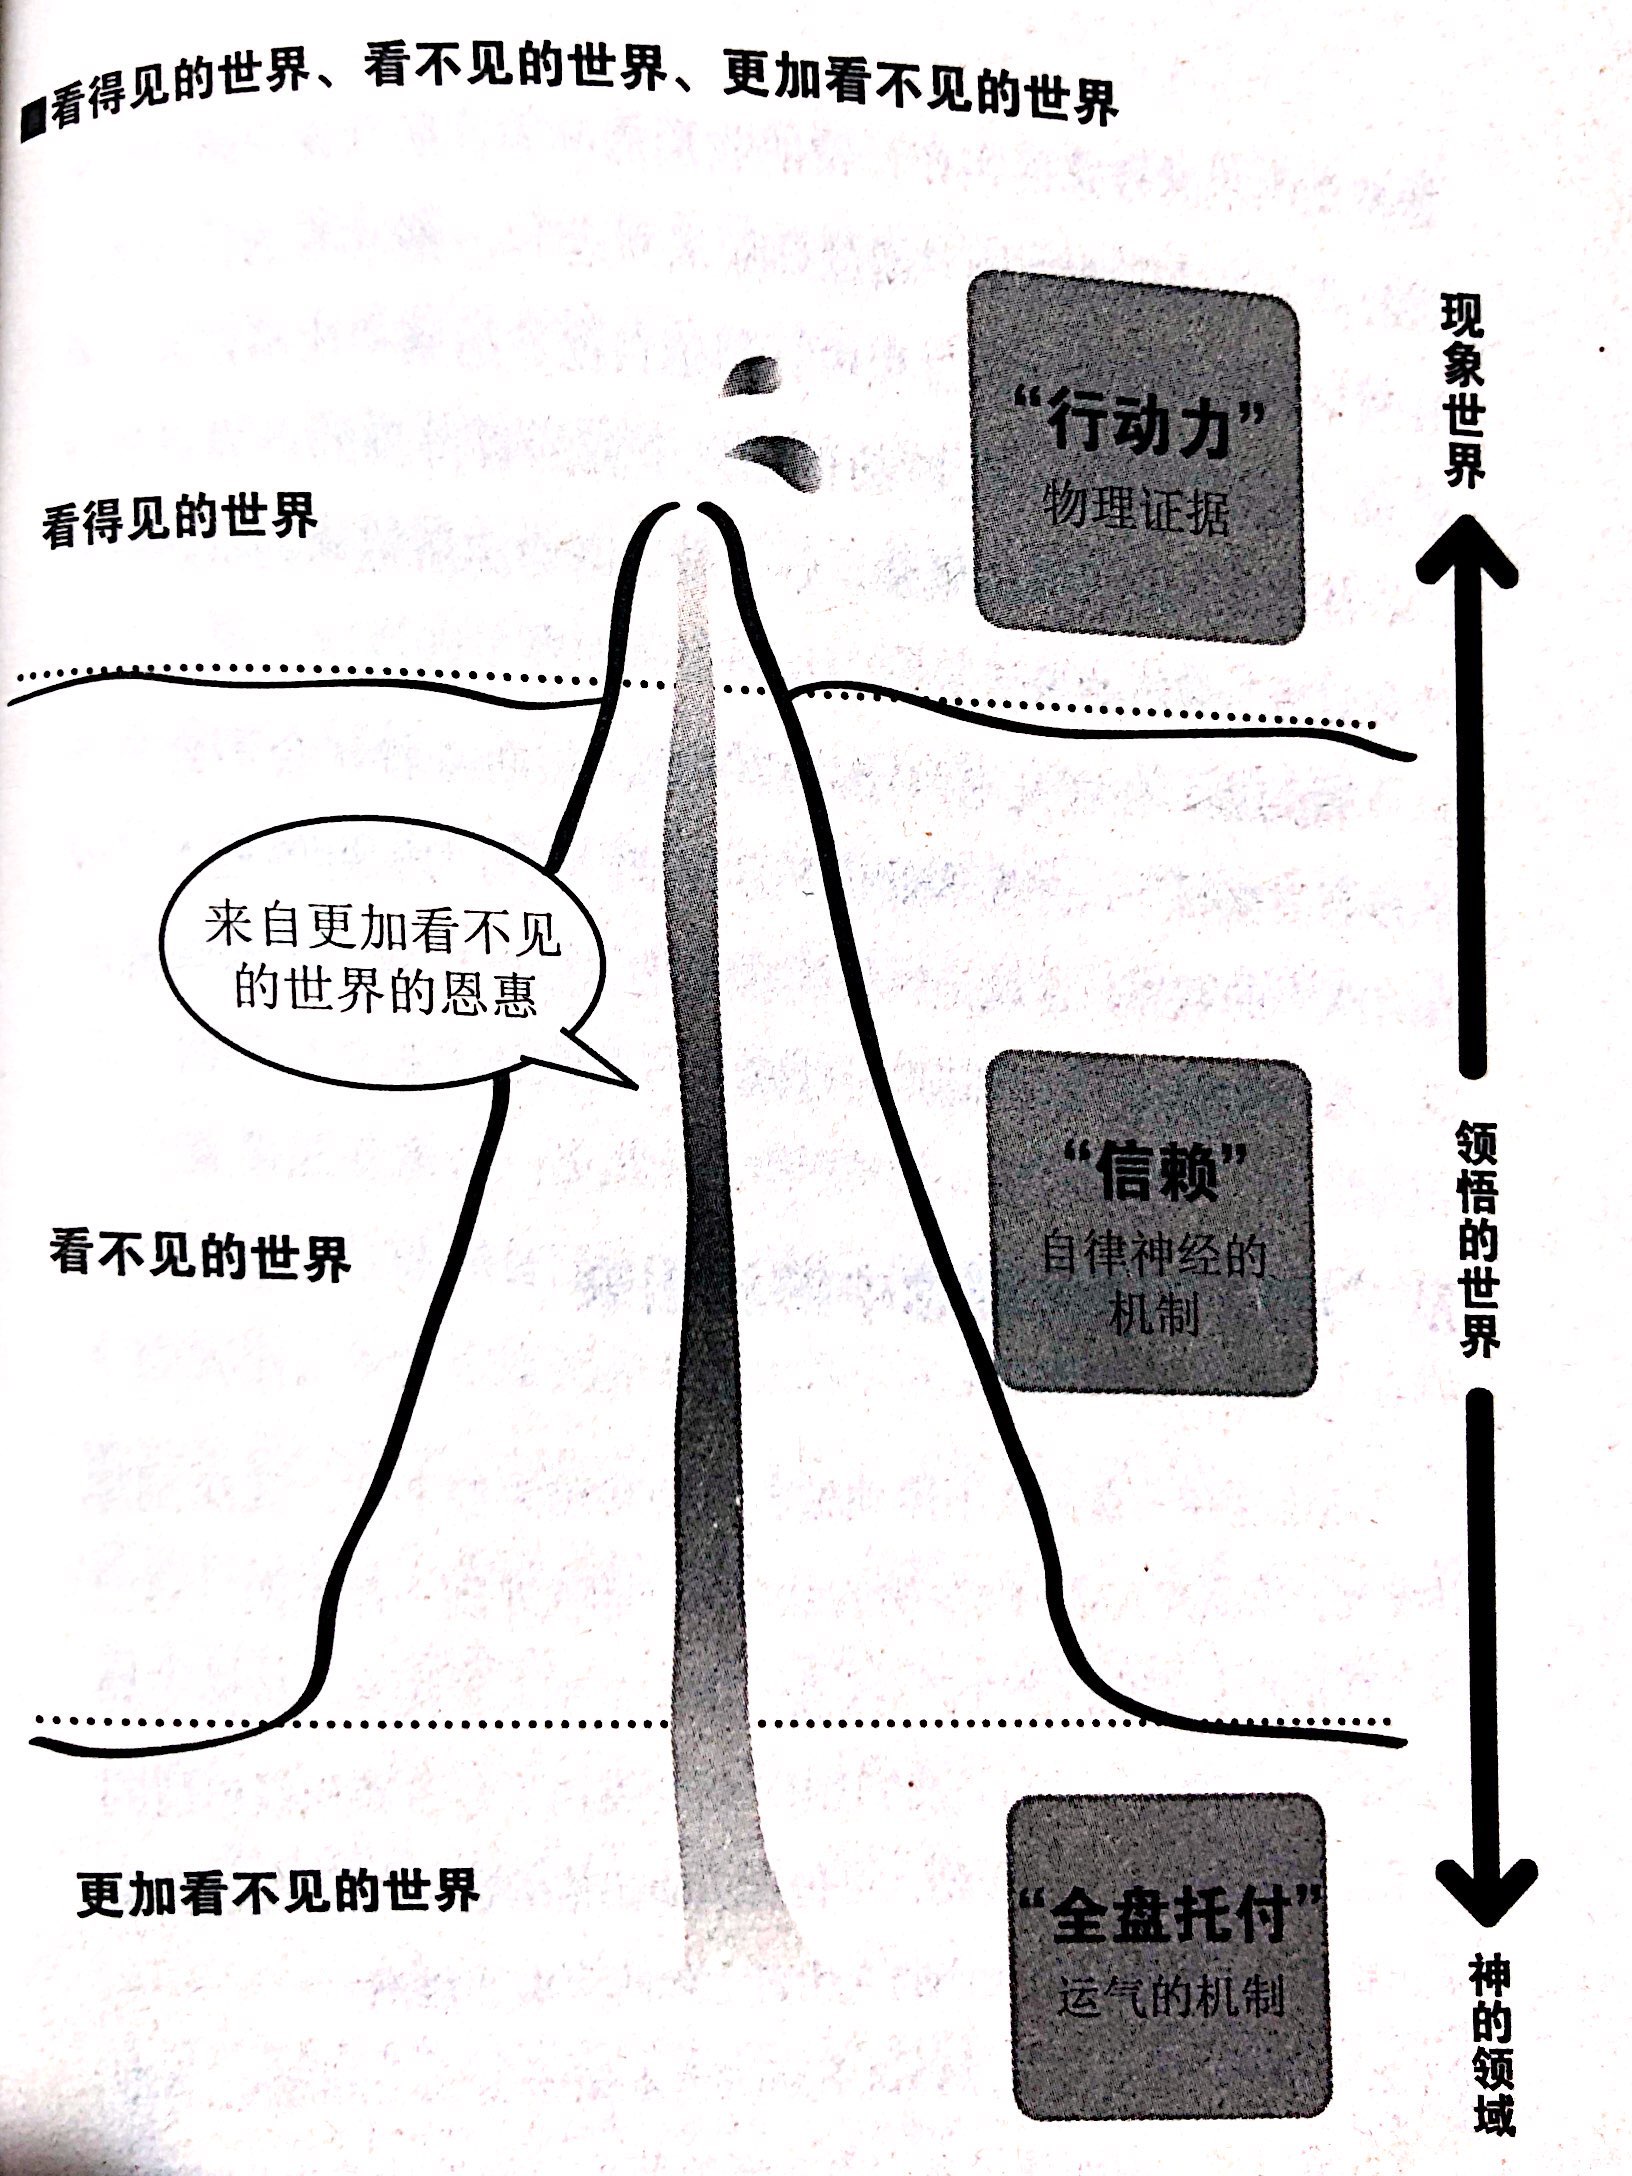 ■看得见的世界、看不见的世界、更加看不见的世界
现象世界
“行动力”
物理证据
看得见的世界
来自更加看不见
的世界的恩惠
领悟的世界
“信赖”
自律神经的
机制
看不见的世界
更加看不见的世界
“全盘托付”
运气的机制
神的领域